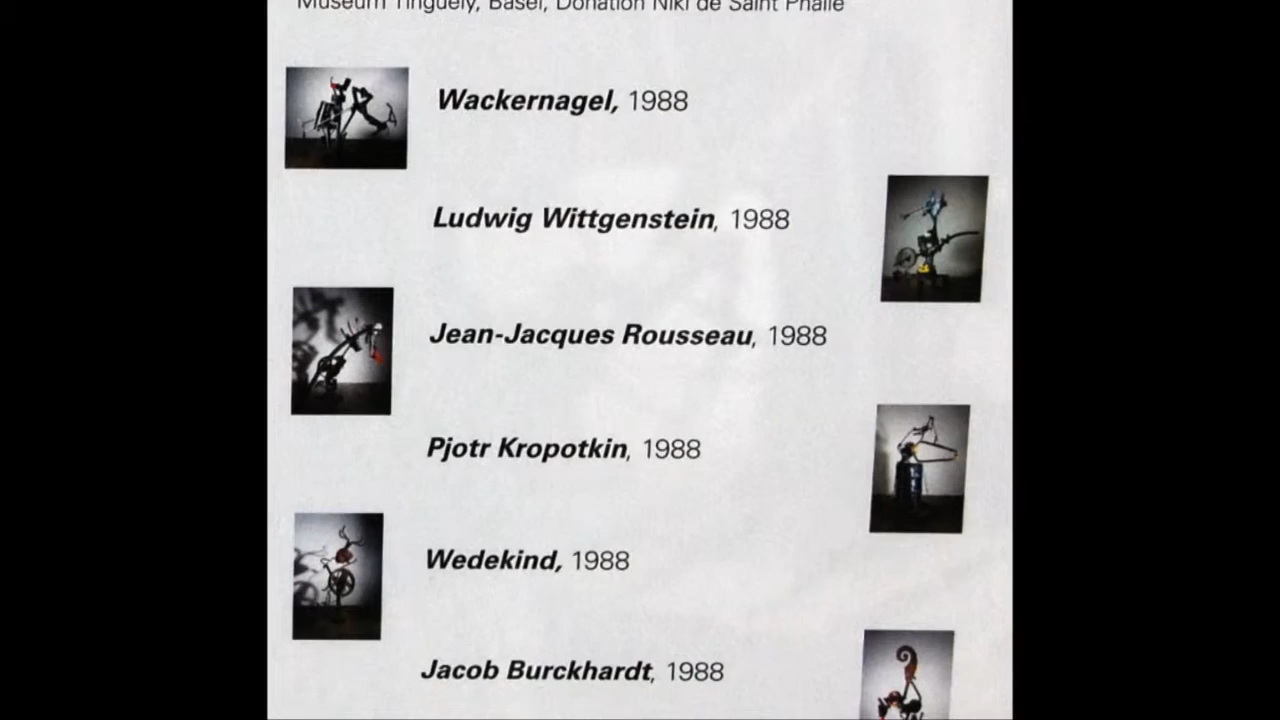 Museum Tinguely, Basel, Donation Niki de Saint Phalle
Wackernagel, 1988
Ludwig Wittgenstein, 1988
Jean-Jacques Rousseau, 1988
Pjotr Kropotkin, 1988
Wedekind, 1988
Jacob Burckhardt, 1988